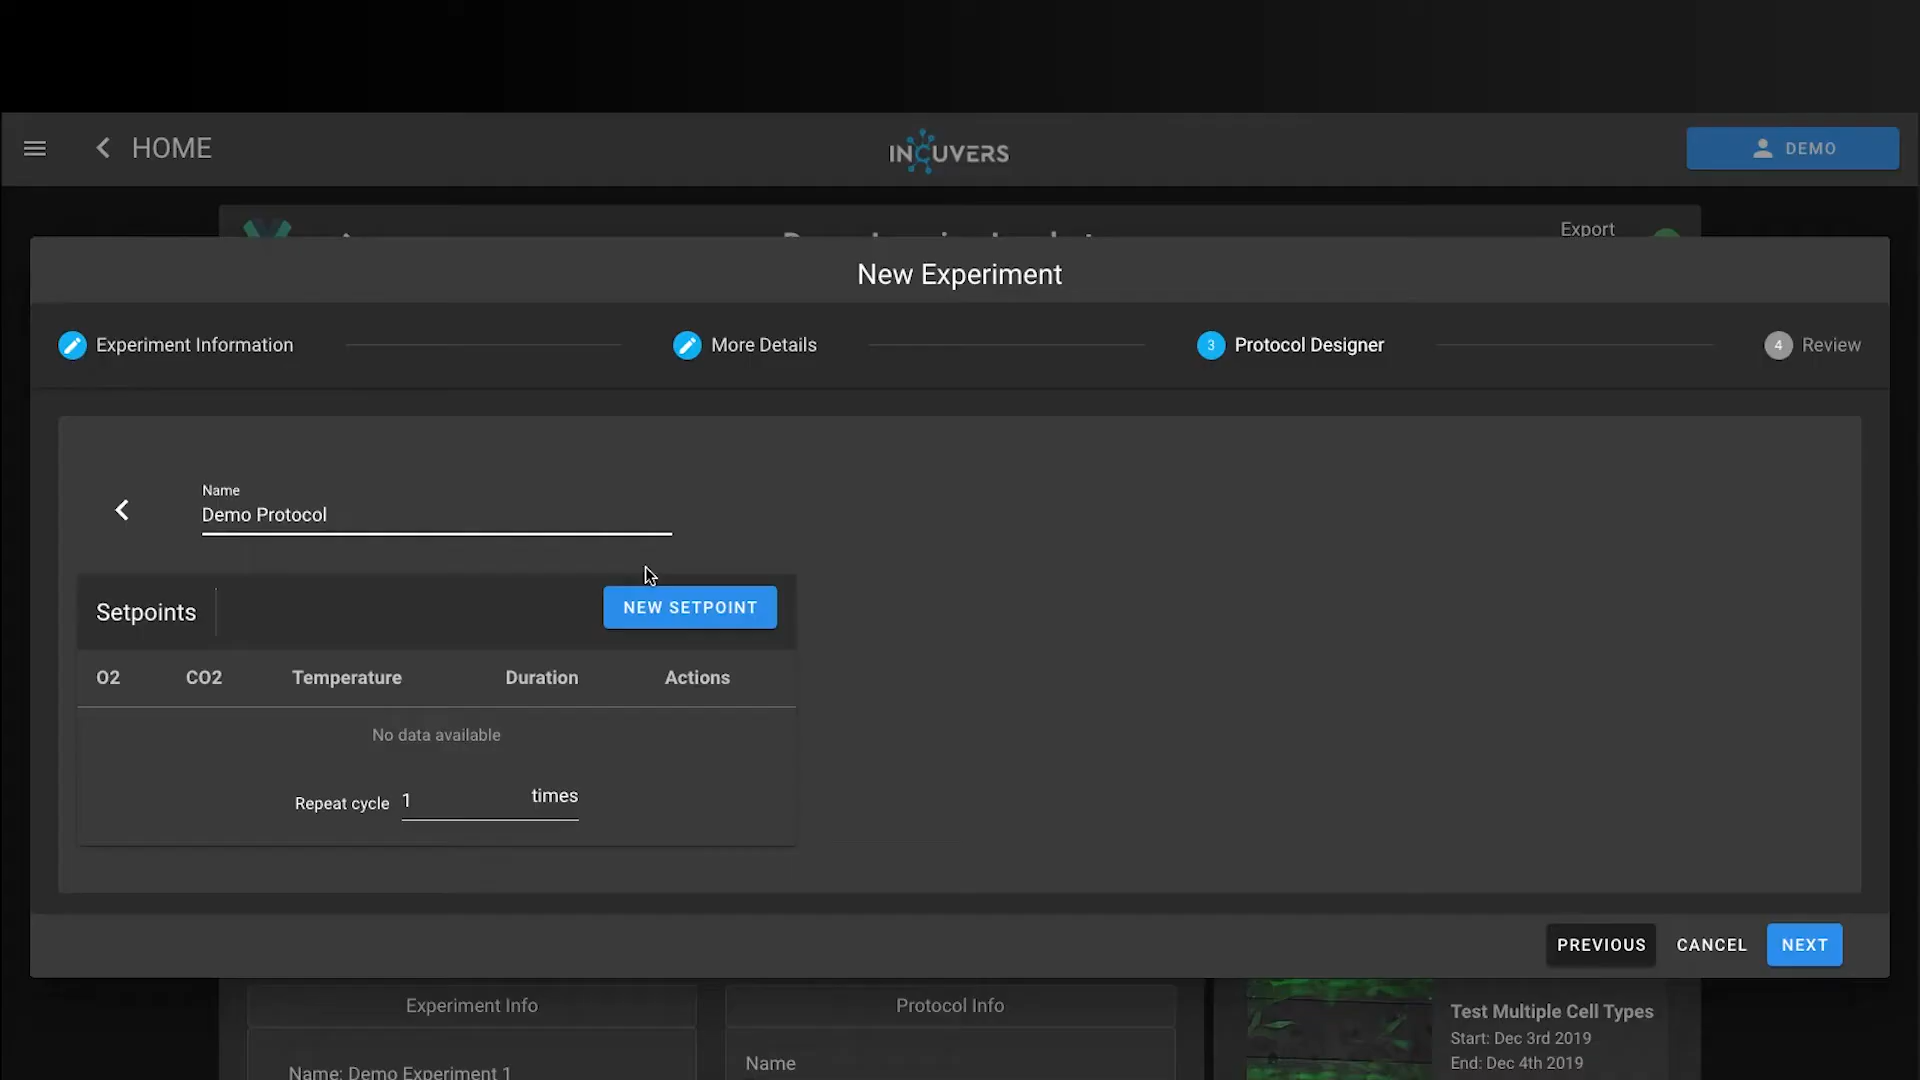 HOME
INCUVERS
DEMO
Export
New Experiment
Experiment Information
More Details
3 Protocol Designer
4 Review
Name
Demo Protocol
Setpoints
NEW SETPOINT
O2 CO2 Temperature Duration Actions
No data available
Repeat cycle 1 times
PREVIOUS CANCEL NEXT
Experiment Info
Protocol Info
Test Multiple Cell Types
Start: Dec 3rd 2019
End: Dec 4th 2019
Name
Name: Demo Experiment 1